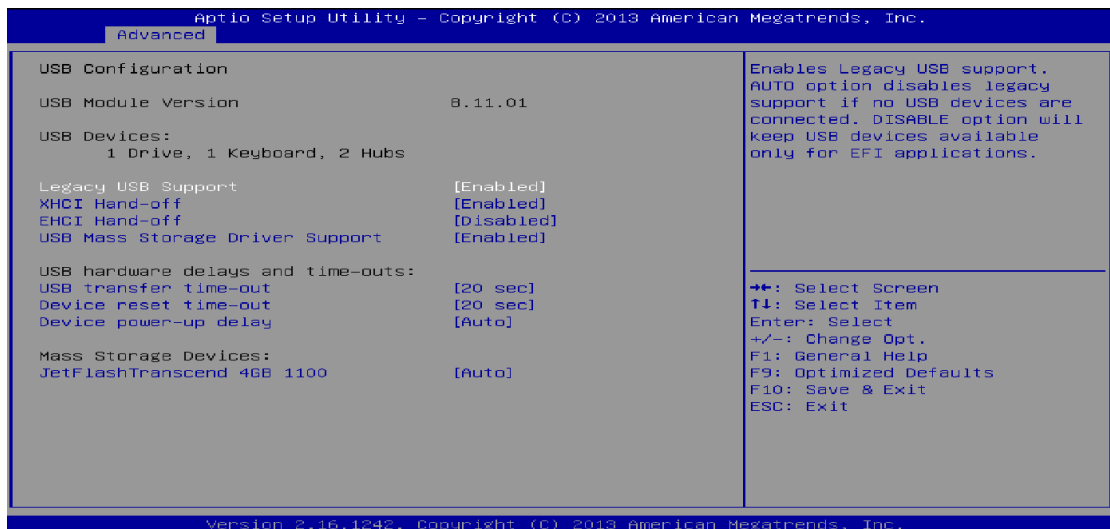 Aptio Setup Utility – Copyright (C) 2013 American Megatrends, Inc.
Advanced
USB Configuration
USB Module Version 8.11.01
USB Devices:
1 Drive, 1 Keyboard, 2 Hubs
Legacy USB Support [Enabled]
XHCI Hand-off [Enabled]
EHCI Hand-off [Disabled]
USB Mass Storage Driver Support [Enabled]
USB hardware delays and time-outs:
USB transfer time-out [20 sec]
Device reset time-out [20 sec]
Device power-up delay [Auto]
Mass Storage Devices:
JetFlashTranscend 4GB 1100 [Auto]
Enables Legacy USB support.
AUTO option disables legacy
support if no USB devices are
connected. DISABLE option will
keep USB devices available
only for EFI applications.
→←: Select Screen
↑↓: Select Item
Enter: Select
+/-: Change Opt.
F1: General Help
F9: Optimized Defaults
F10: Save & Exit
ESC: Exit
Version 2.16.1242. Copyright (C) 2013 American Megatrends, Inc.